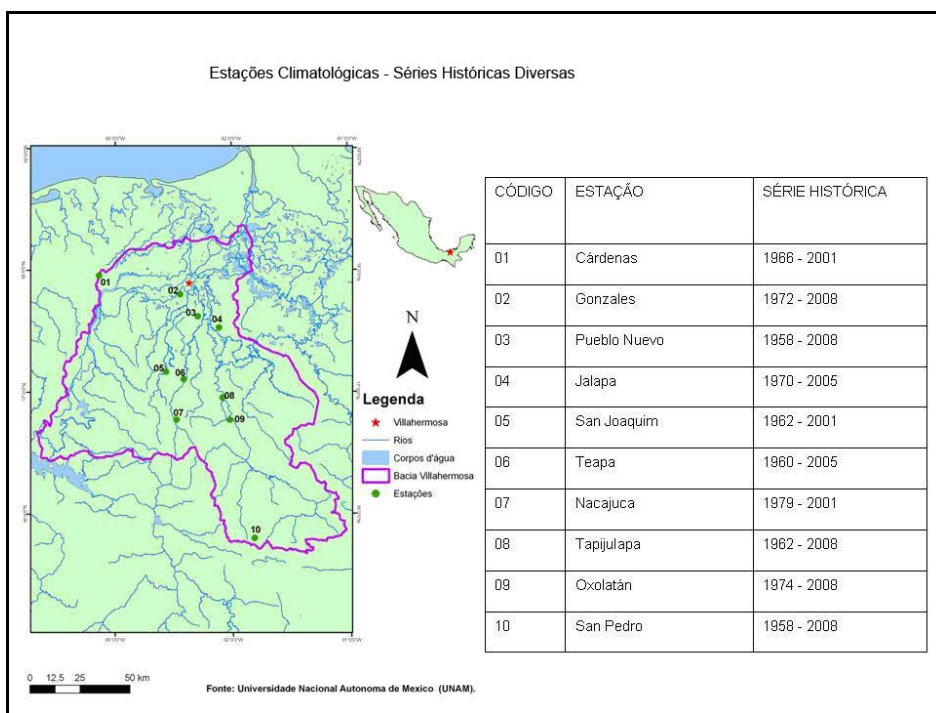 Estações Climatológicas - Séries Históricas Diversas
01
02
03
04
05
06
07
08
09
10
N
Legenda
Villahermosa
Rios
Corpos d'água
Bacia Villahermosa
Estações
CÓDIGO ESTAÇÃO SÉRIE HISTÓRICA
01 Cárdenas 1966 - 2001
02 Gonzales 1972 - 2008
03 Pueblo Nuevo 1958 - 2008
04 Jalapa 1970 - 2005
05 San Joaquim 1962 - 2001
06 Teapa 1960 - 2005
07 Nacajuca 1979 - 2001
08 Tapijulapa 1962 - 2008
09 Oxolatán 1974 - 2008
10 San Pedro 1958 - 2008
0 12,5 25 50 km
Fonte: Universidade Nacional Autonoma de Mexico (UNAM).